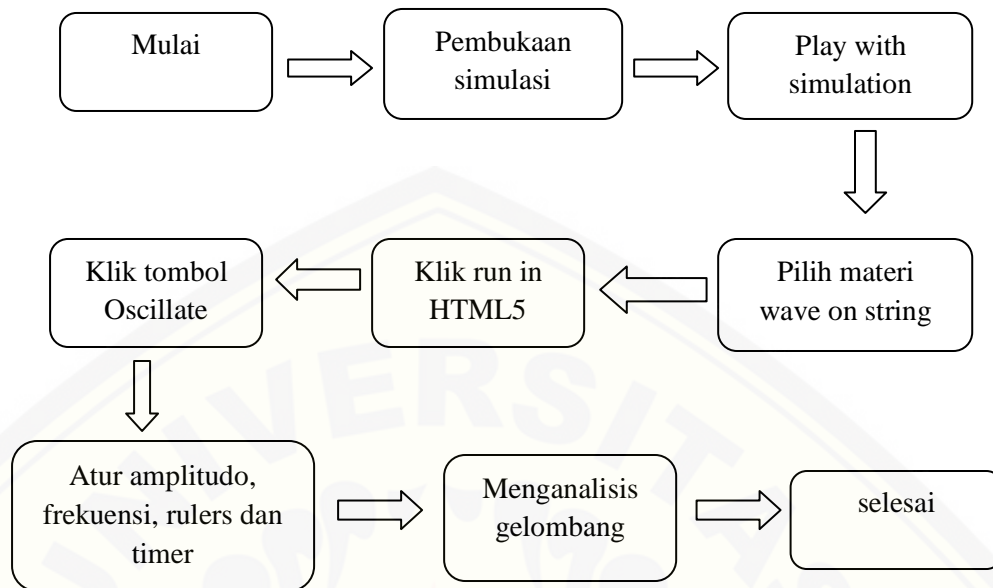 Mulai
Pembukaan
simulasi
Play with
simulation
Pilih materi
wave on string
Klik run in
HTML5
Klik tombol
Oscillate
Atur amplitudo,
frekuensi, rulers dan
timer
Menganalisis
gelombang
selesai
UNIVERSITAS